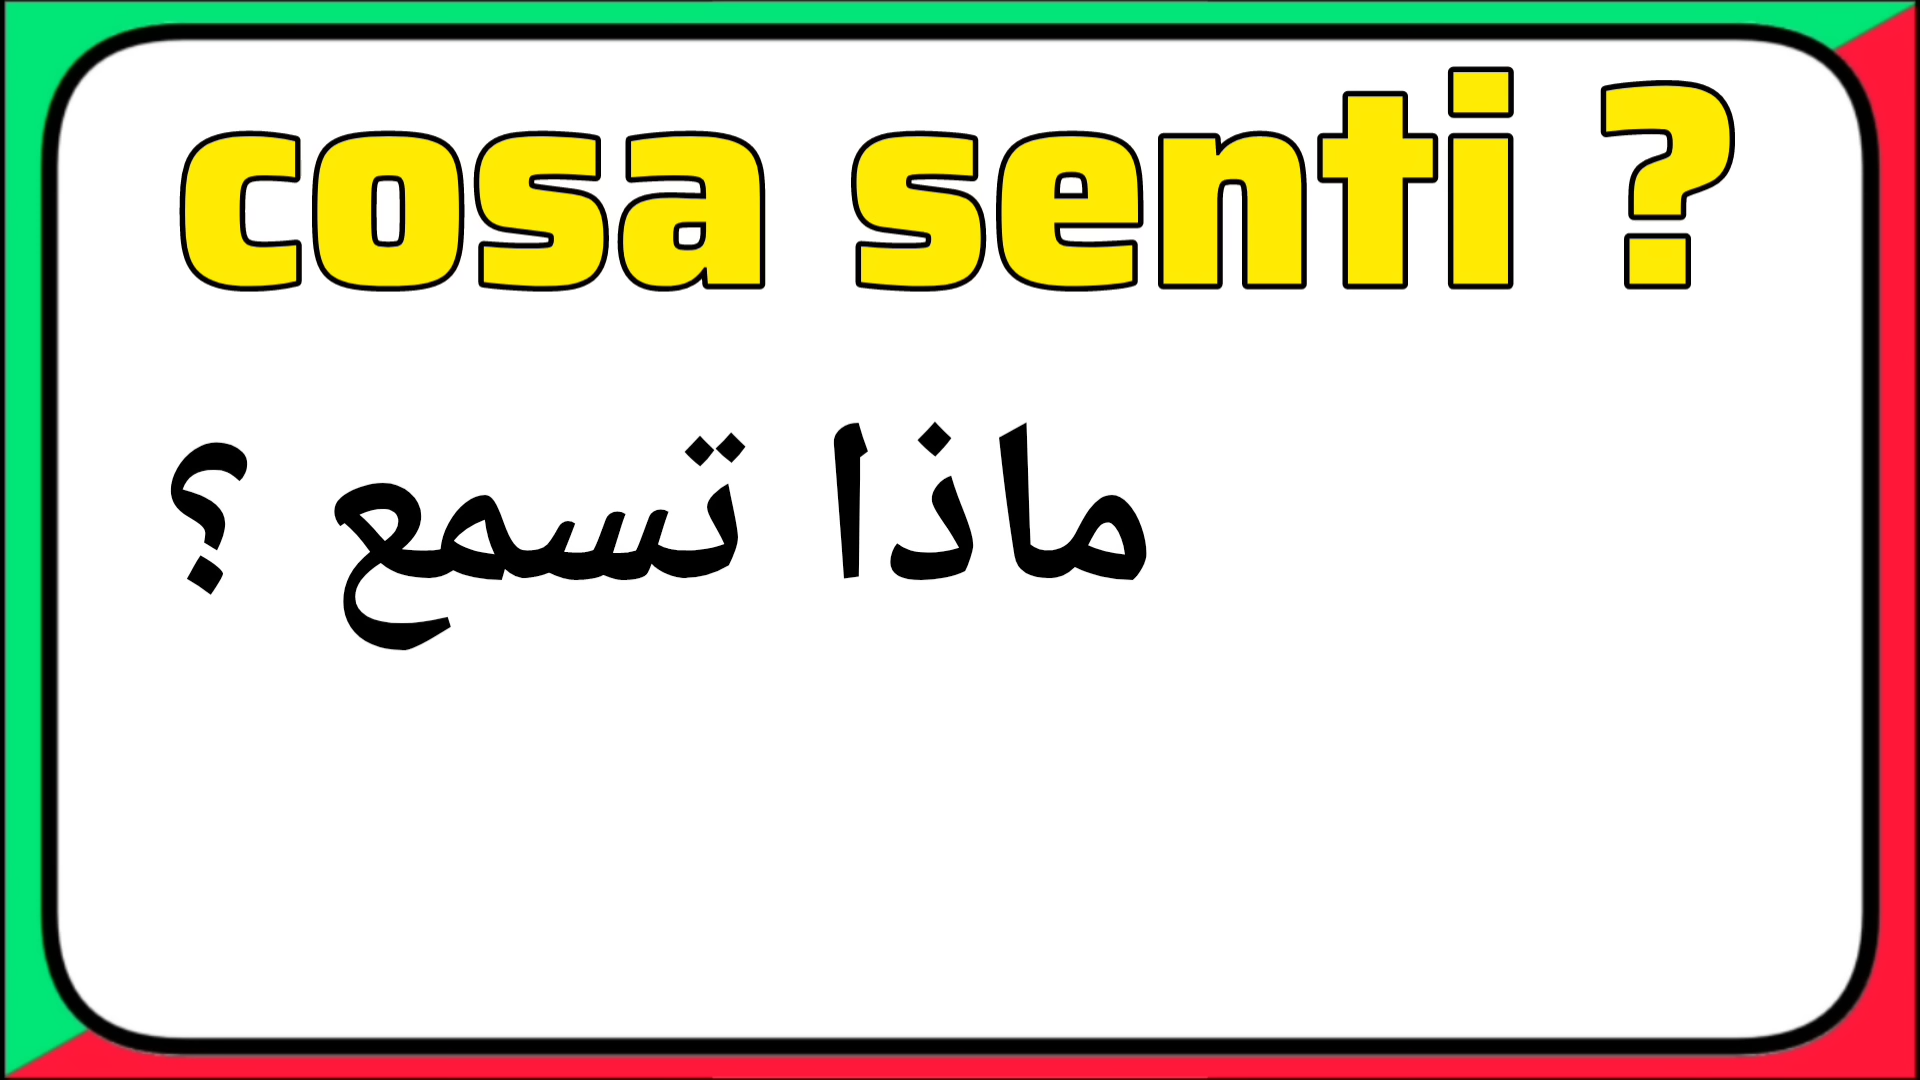 cosa senti ?
ماذا تسمع ؟